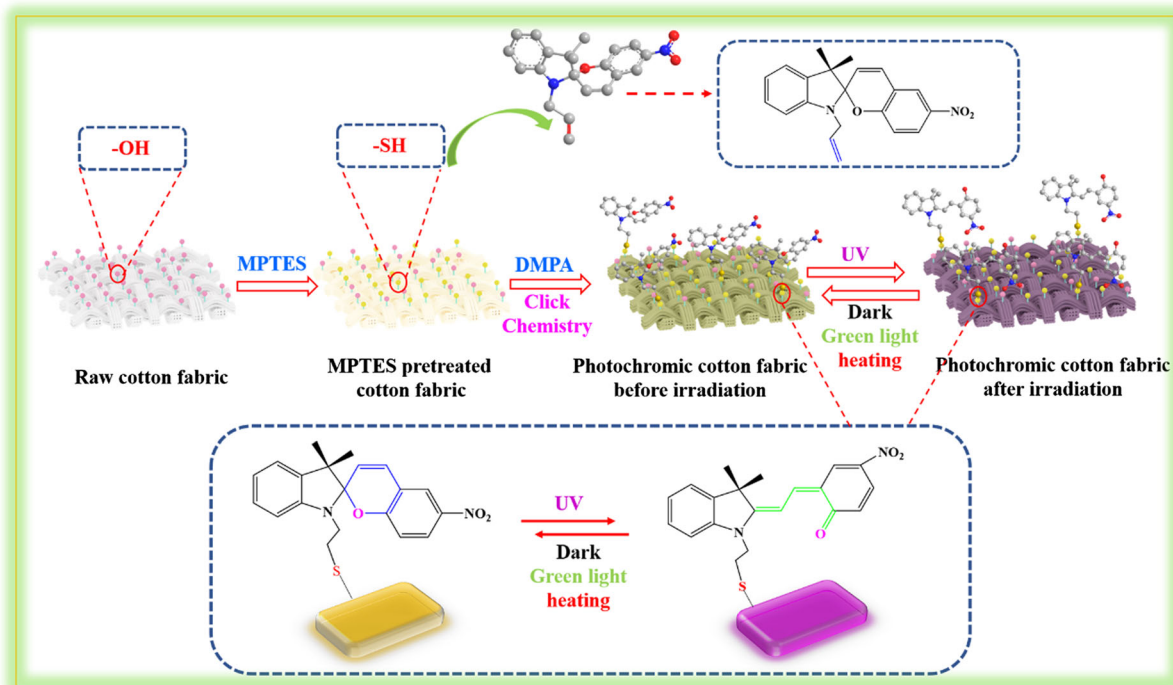 -OH
-SH
N
O
NO₂
MPTES
DMPA
Click
Chemistry
UV
Dark
Green light
heating
Raw cotton fabric
MPTES pretreated
cotton fabric
Photochromic cotton fabric
before irradiation
Photochromic cotton fabric
after irradiation
O
N
NO₂
S
UV
Dark
Green light
heating
NO₂
N
O
S